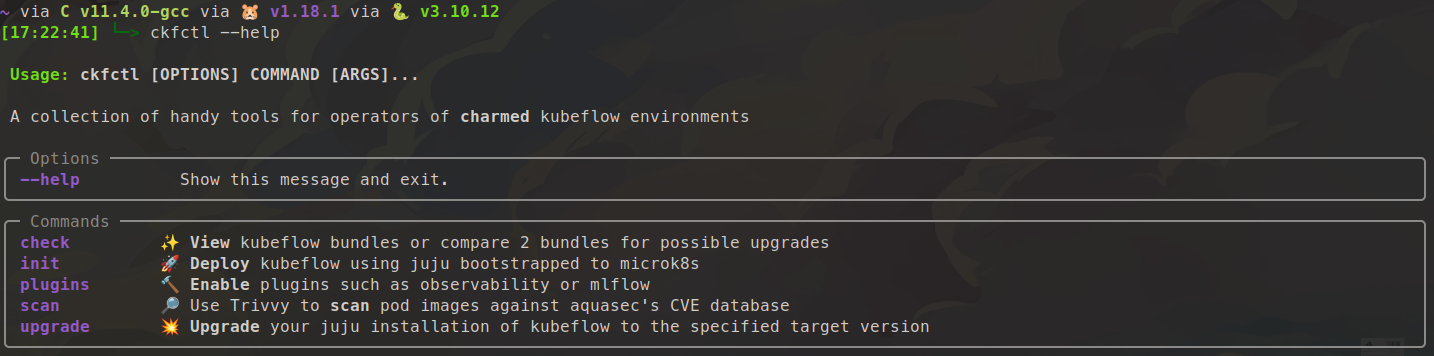 ~ via C v11.4.0-gcc via 🐹 v1.18.1 via 🐍 v3.10.12
[17:22:41] └─> ckfctl --help
Usage: ckfctl [OPTIONS] COMMAND [ARGS]...
A collection of handy tools for operators of charmed kubeflow environments
Options
--help Show this message and exit.
Commands
check ✨ View kubeflow bundles or compare 2 bundles for possible upgrades
init 🚀 Deploy kubeflow using juju bootstrapped to microk8s
plugins 🔨 Enable plugins such as observability or mlflow
scan 🔎 Use Trivvy to scan pod images against aquasec's CVE database
upgrade 💥 Upgrade your juju installation of kubeflow to the specified target version